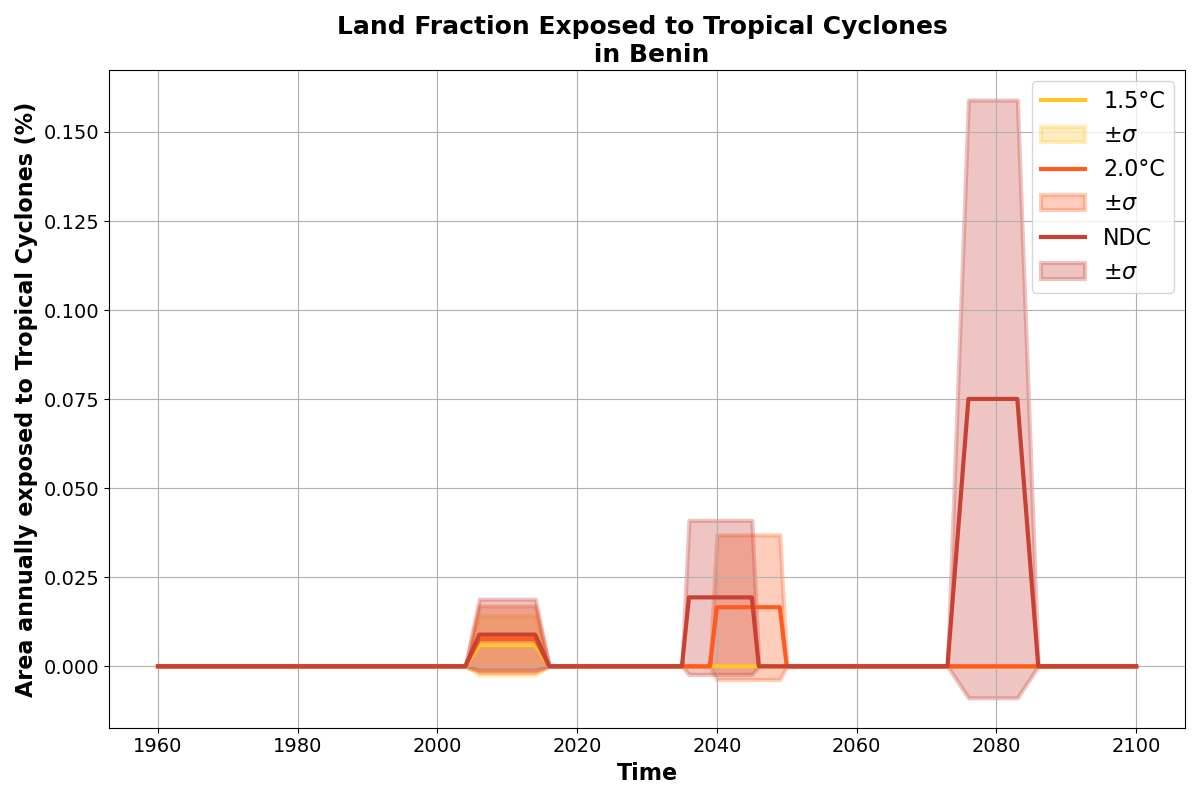 Land Fraction Exposed to Tropical Cyclones
in Benin
Area annually exposed to Tropical Cyclones (%)
0.150
0.125
0.100
0.075
0.050
0.025
0.000
1.5°C
±σ
2.0°C
±σ
NDC
±σ
1960
1980
2000
2020
2040
2060
2080
2100
Time